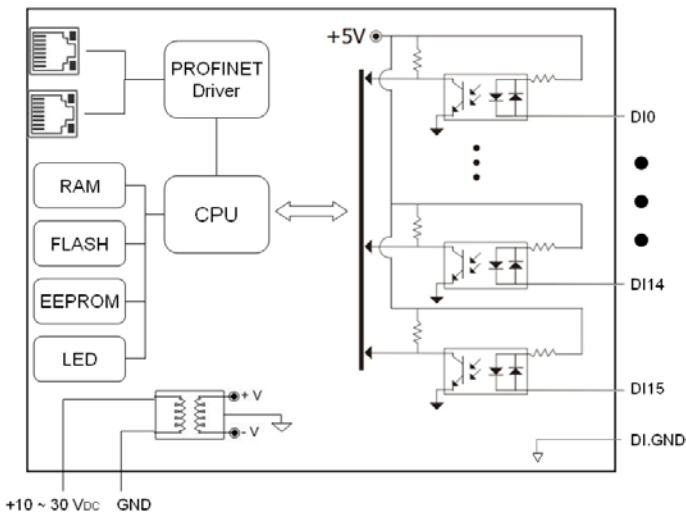 +5V
PROFINET
Driver
DI0
RAM
CPU
FLASH
DI14
EEPROM
LED
DI15
+ V
- V
DI.GND
+10 ~ 30 VDC GND